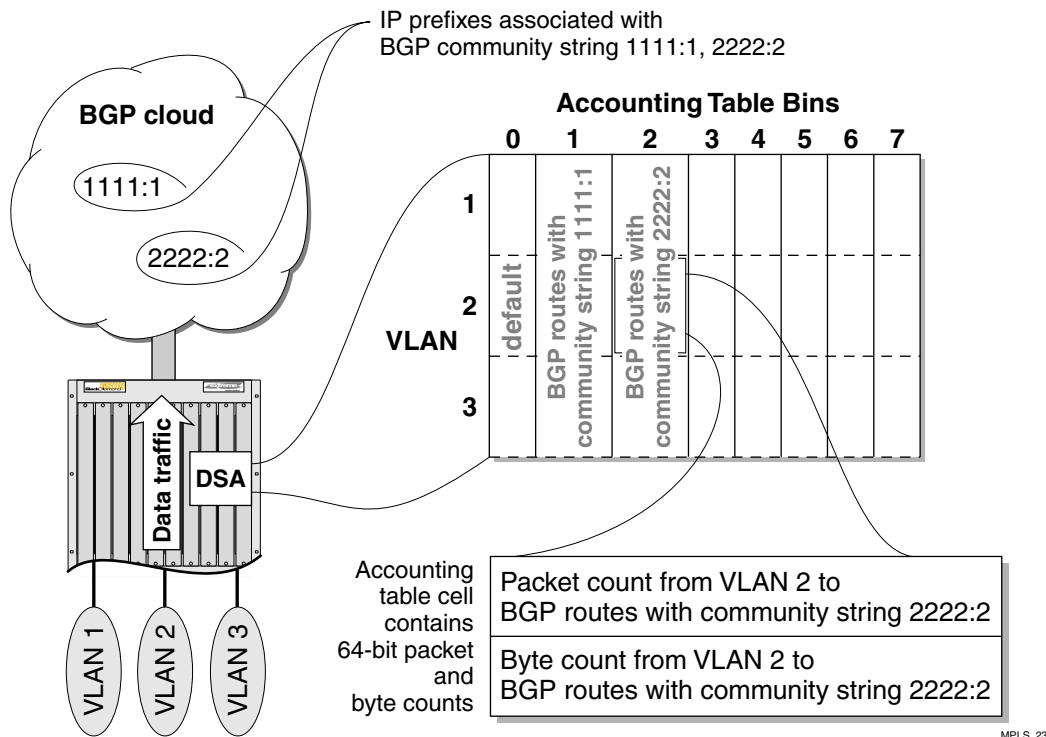 IP prefixes associated with
BGP community string 1111:1, 2222:2
BGP cloud
1111:1
2222:2
Accounting Table Bins
0 1 2 3 4 5 6 7
1
2
VLAN
3
default
BGP routes with
community string 1111:1
BGP routes with
community string 2222:2
BlackDiamond
Data traffic
DSA
VLAN 1
VLAN 2
VLAN 3
Accounting
table cell
contains
64-bit packet
and
byte counts
Packet count from VLAN 2 to
BGP routes with community string 2222:2
Byte count from VLAN 2 to
BGP routes with community string 2222:2
MPLS_23